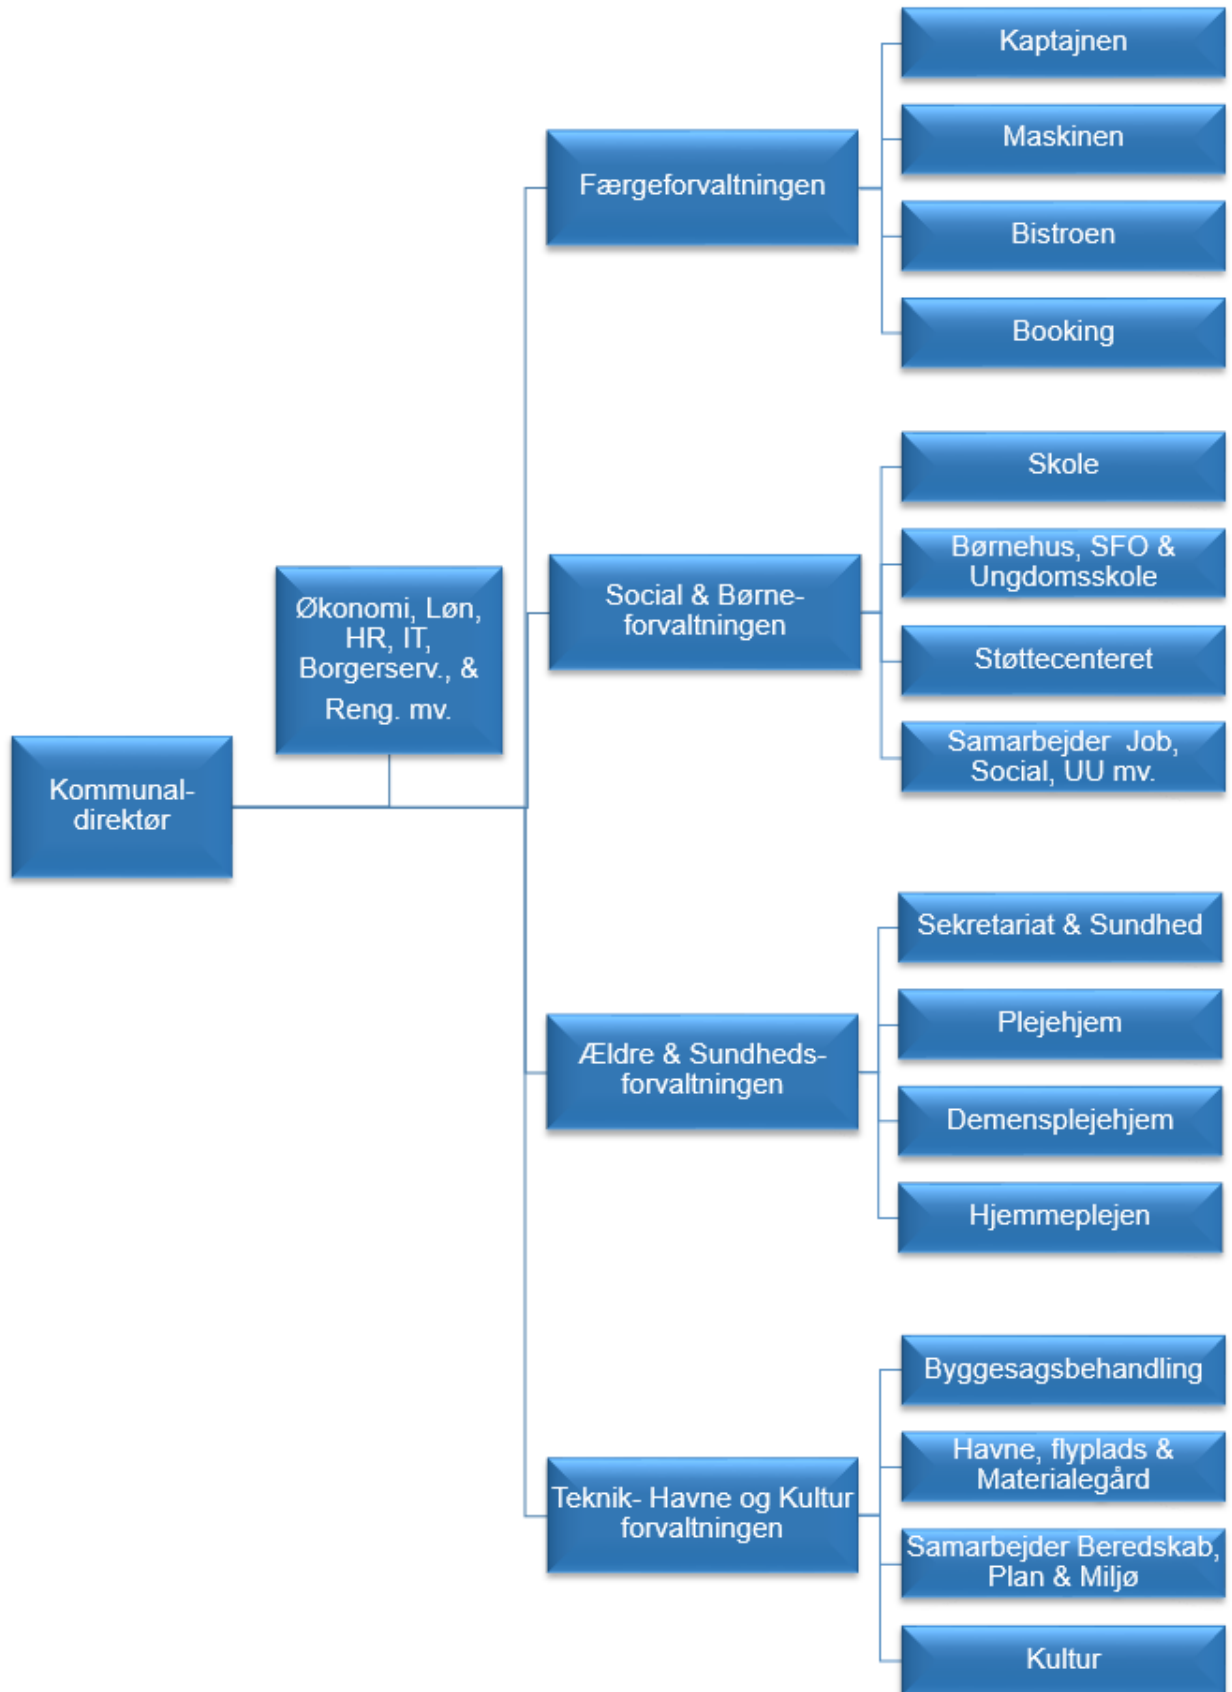 Kommunal-
direktør
Økonomi, Løn,
HR, IT,
Borgerserv., &
Reng. mv.
Færgeforvaltningen
Kaptajnen
Maskinen
Bistroen
Booking
Social & Børne-
forvaltningen
Skole
Børnehus, SFO &
Ungdomsskole
Støttecenteret
Samarbejder Job,
Social, UU mv.
Ældre & Sundheds-
forvaltningen
Sekretariat & Sundhed
Plejehjem
Demensplejehjem
Hjemmeplejen
Teknik- Havne og Kultur
forvaltningen
Byggesagsbehandling
Havne, flyplads &
Materialegård
Samarbejder Beredskab,
Plan & Miljø
Kultur